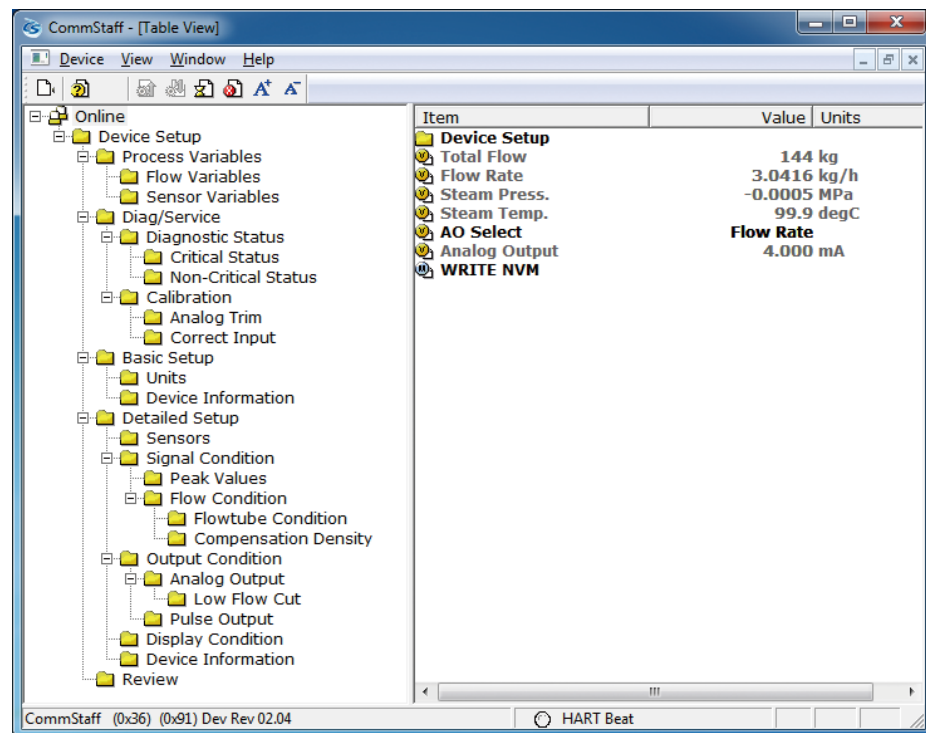 CommStaff - [Table View]
Device View Window Help
Online
Device Setup
Process Variables
Flow Variables
Sensor Variables
Diag/Service
Diagnostic Status
Critical Status
Non-Critical Status
Calibration
Analog Trim
Correct Input
Basic Setup
Units
Device Information
Detailed Setup
Sensors
Signal Condition
Peak Values
Flow Condition
Flowtube Condition
Compensation Density
Output Condition
Analog Output
Low Flow Cut
Pulse Output
Display Condition
Device Information
Review
Item Value Units
Device Setup
Total Flow 144 kg
Flow Rate 3.0416 kg/h
Steam Press. -0.0005 MPa
Steam Temp. 99.9 degC
AO Select Flow Rate
Analog Output 4.000 mA
WRITE NVM
CommStaff (0x36) (0x91) Dev Rev 02.04 HART Beat